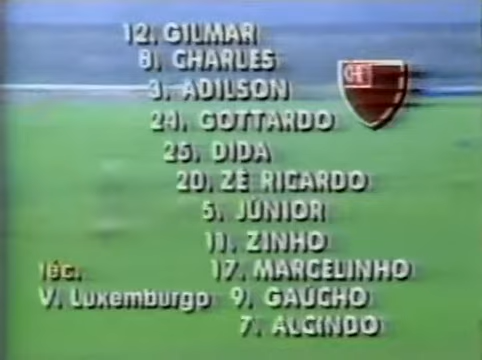 12. GILMAR
8. CHARLES
3. ADILSON
24. GOTTARDO
25. DIDA
20. ZÉ RICARDO
5. JÚNIOR
11. ZINHO
téc. 17. MARCELINHO
V. Luxemburgo 9. GAÚCHO
7. ALCINDO